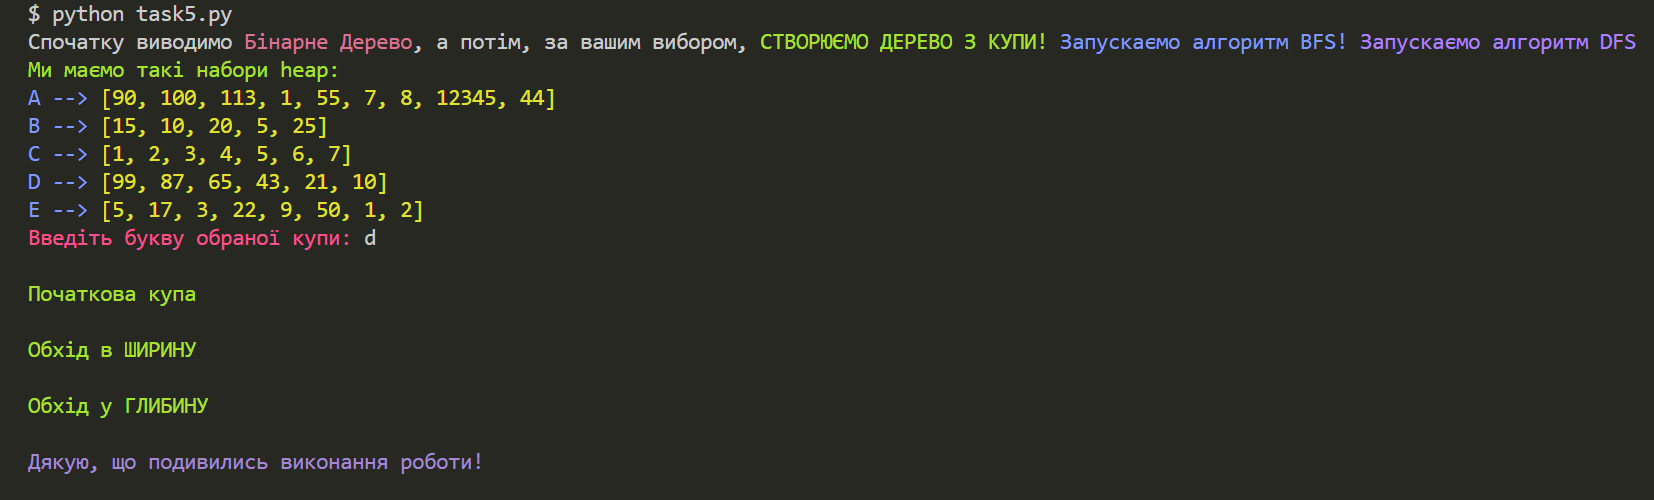 $ python task5.py
Спочатку виводимо Бінарне Дерево, а потім, за вашим вибором, СТВОРЮЄМО ДЕРЕВО З КУПИ! Запускаємо алгоритм BFS! Запускаємо алгоритм DFS
Ми маємо такі набори heap:
A --> [90, 100, 113, 1, 55, 7, 8, 12345, 44]
B --> [15, 10, 20, 5, 25]
C --> [1, 2, 3, 4, 5, 6, 7]
D --> [99, 87, 65, 43, 21, 10]
E --> [5, 17, 3, 22, 9, 50, 1, 2]
Введіть букву обраної купи: d
Початкова купа
Обхід в ШИРИНУ
Обхід у ГЛИБИНУ
Дякую, що подивились виконання роботи!